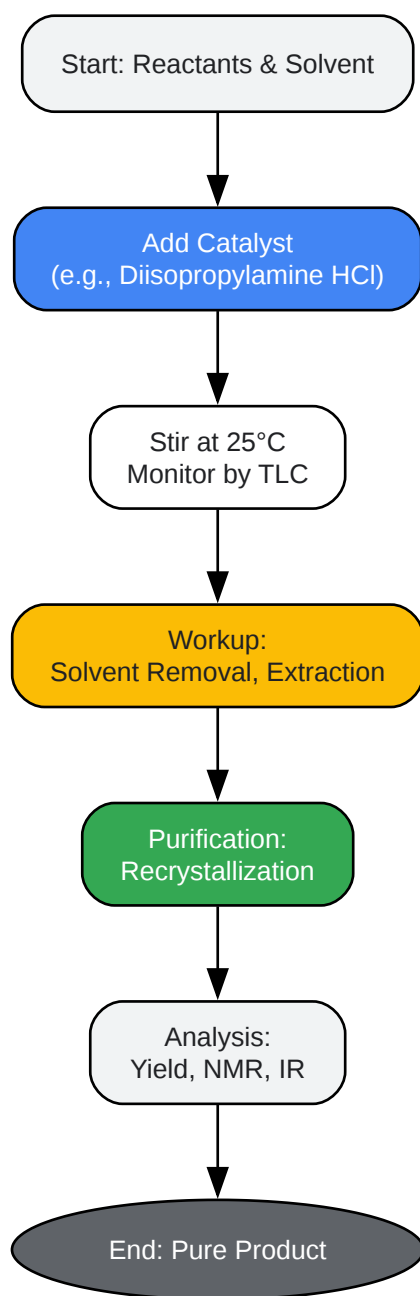 Start: Reactants & Solvent
Add Catalyst
(e.g., Diisopropylamine HCl)
Stir at 25°C
Monitor by TLC
Workup:
Solvent Removal, Extraction
Purification:
Recrystallization
Analysis:
Yield, NMR, IR
End: Pure Product